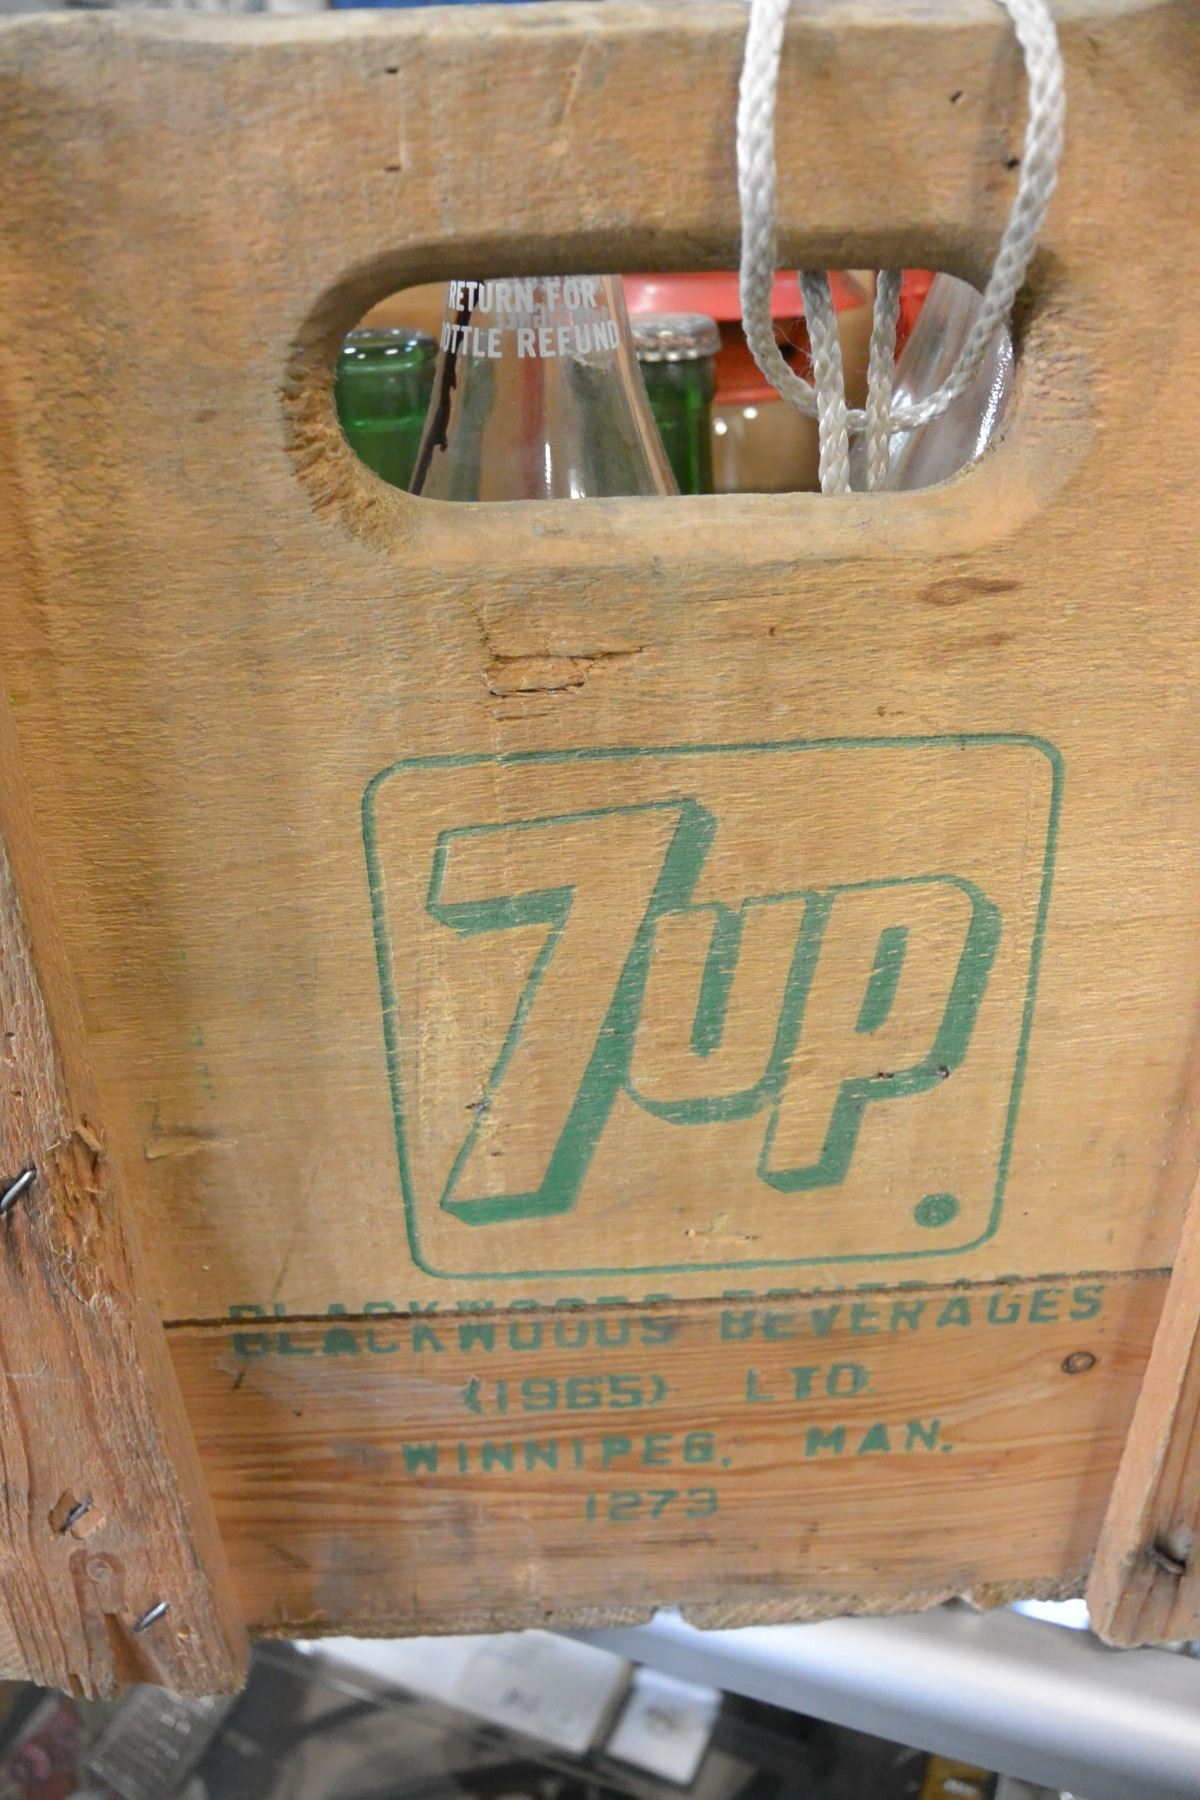 RETURN FOR
OTTLE REFUND
7up
BLACKWOODS BEVERAGES
(1965) LTD.
WINNIPEG, MAN.
1273